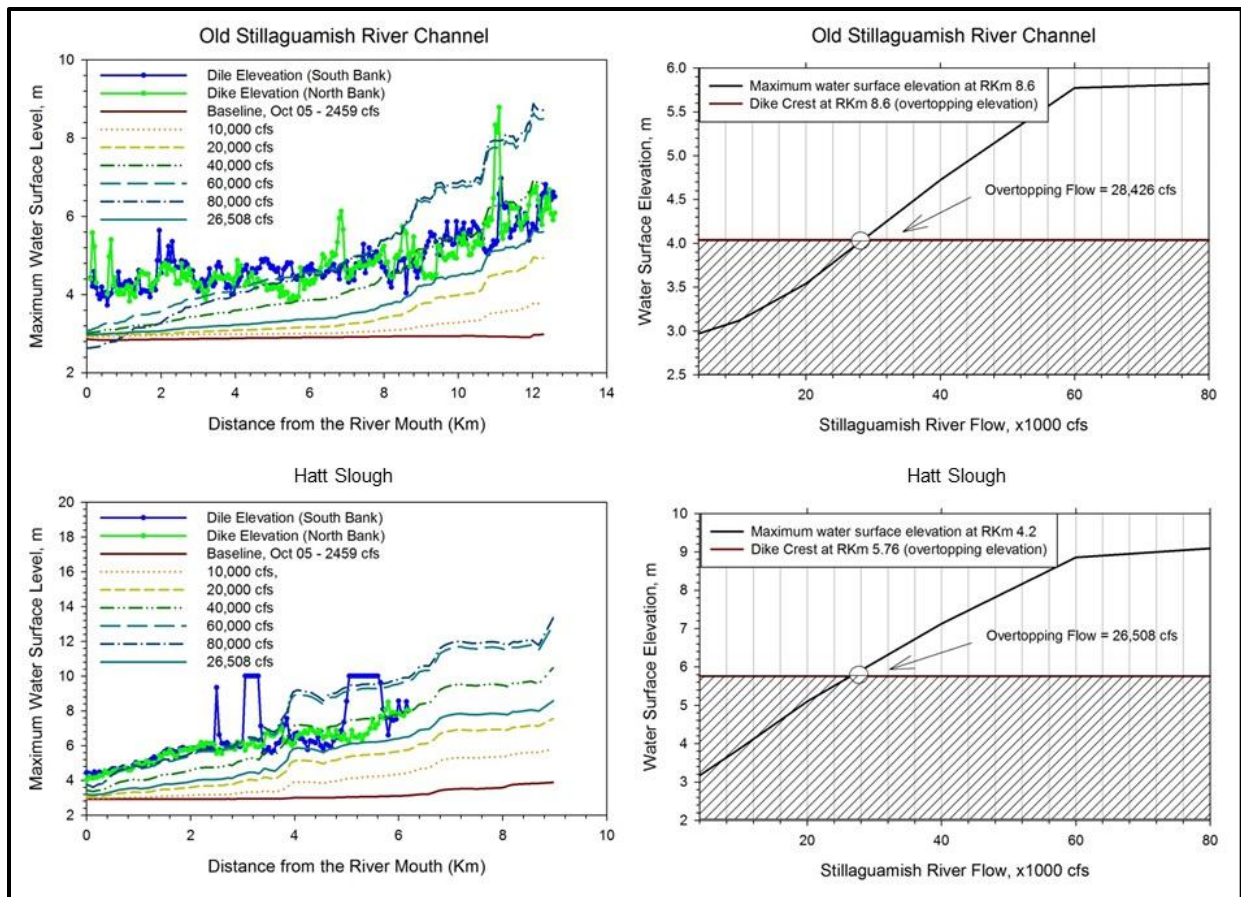 Old Stillaguamish River Channel
10
8
6
4
2
Maximum Water Surface Level, m
Dile Eleveation (South Bank)
Dike Elevation (North Bank)
Baseline, Oct 05 - 2459 cfs
10,000 cfs
20,000 cfs
40,000 cfs
60,000 cfs
80,000 cfs
26,508 cfs
0 2 4 6 8 10 12 14
Distance from the River Mouth (Km)
Old Stillaguamish River Channel
6.0
5.5
5.0
4.5
4.0
3.5
3.0
2.5
Water Surface Elevation, m
Maximum water surface elevation at RKm 8.6
Dike Crest at RKm 8.6 (overtopping elevation)
Overtopping Flow = 28,426 cfs
20 40 60 80
Stillaguamish River Flow, x1000 cfs
Hatt Slough
20
18
16
14
12
10
8
6
4
2
Maximum Water Surface Level, m
Dile Elevation (South Bank)
Dike Elevation (North Bank)
Baseline, Oct 05 - 2459 cfs
10,000 cfs,
20,000 cfs
40,000 cfs
60,000 cfs
80,000 cfs
26,508 cfs
0 2 4 6 8 10
Distance from the River Mouth (Km)
Hatt Slough
10
9
8
7
6
5
4
3
2
Water Surface Elevation, m
Maximum water surface elevation at RKm 4.2
Dike Crest at RKm 5.76 (overtopping elevation)
Overtopping Flow = 26,508 cfs
20 40 60 80
Stillaguamish River Flow, x1000 cfs